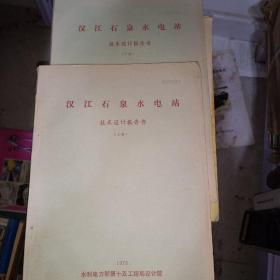 汉江石泉水电站
技术设计报告书
汉江石泉水电站
技术设计报告书
(上册)
1973
水利电力部第十五工程局设计院